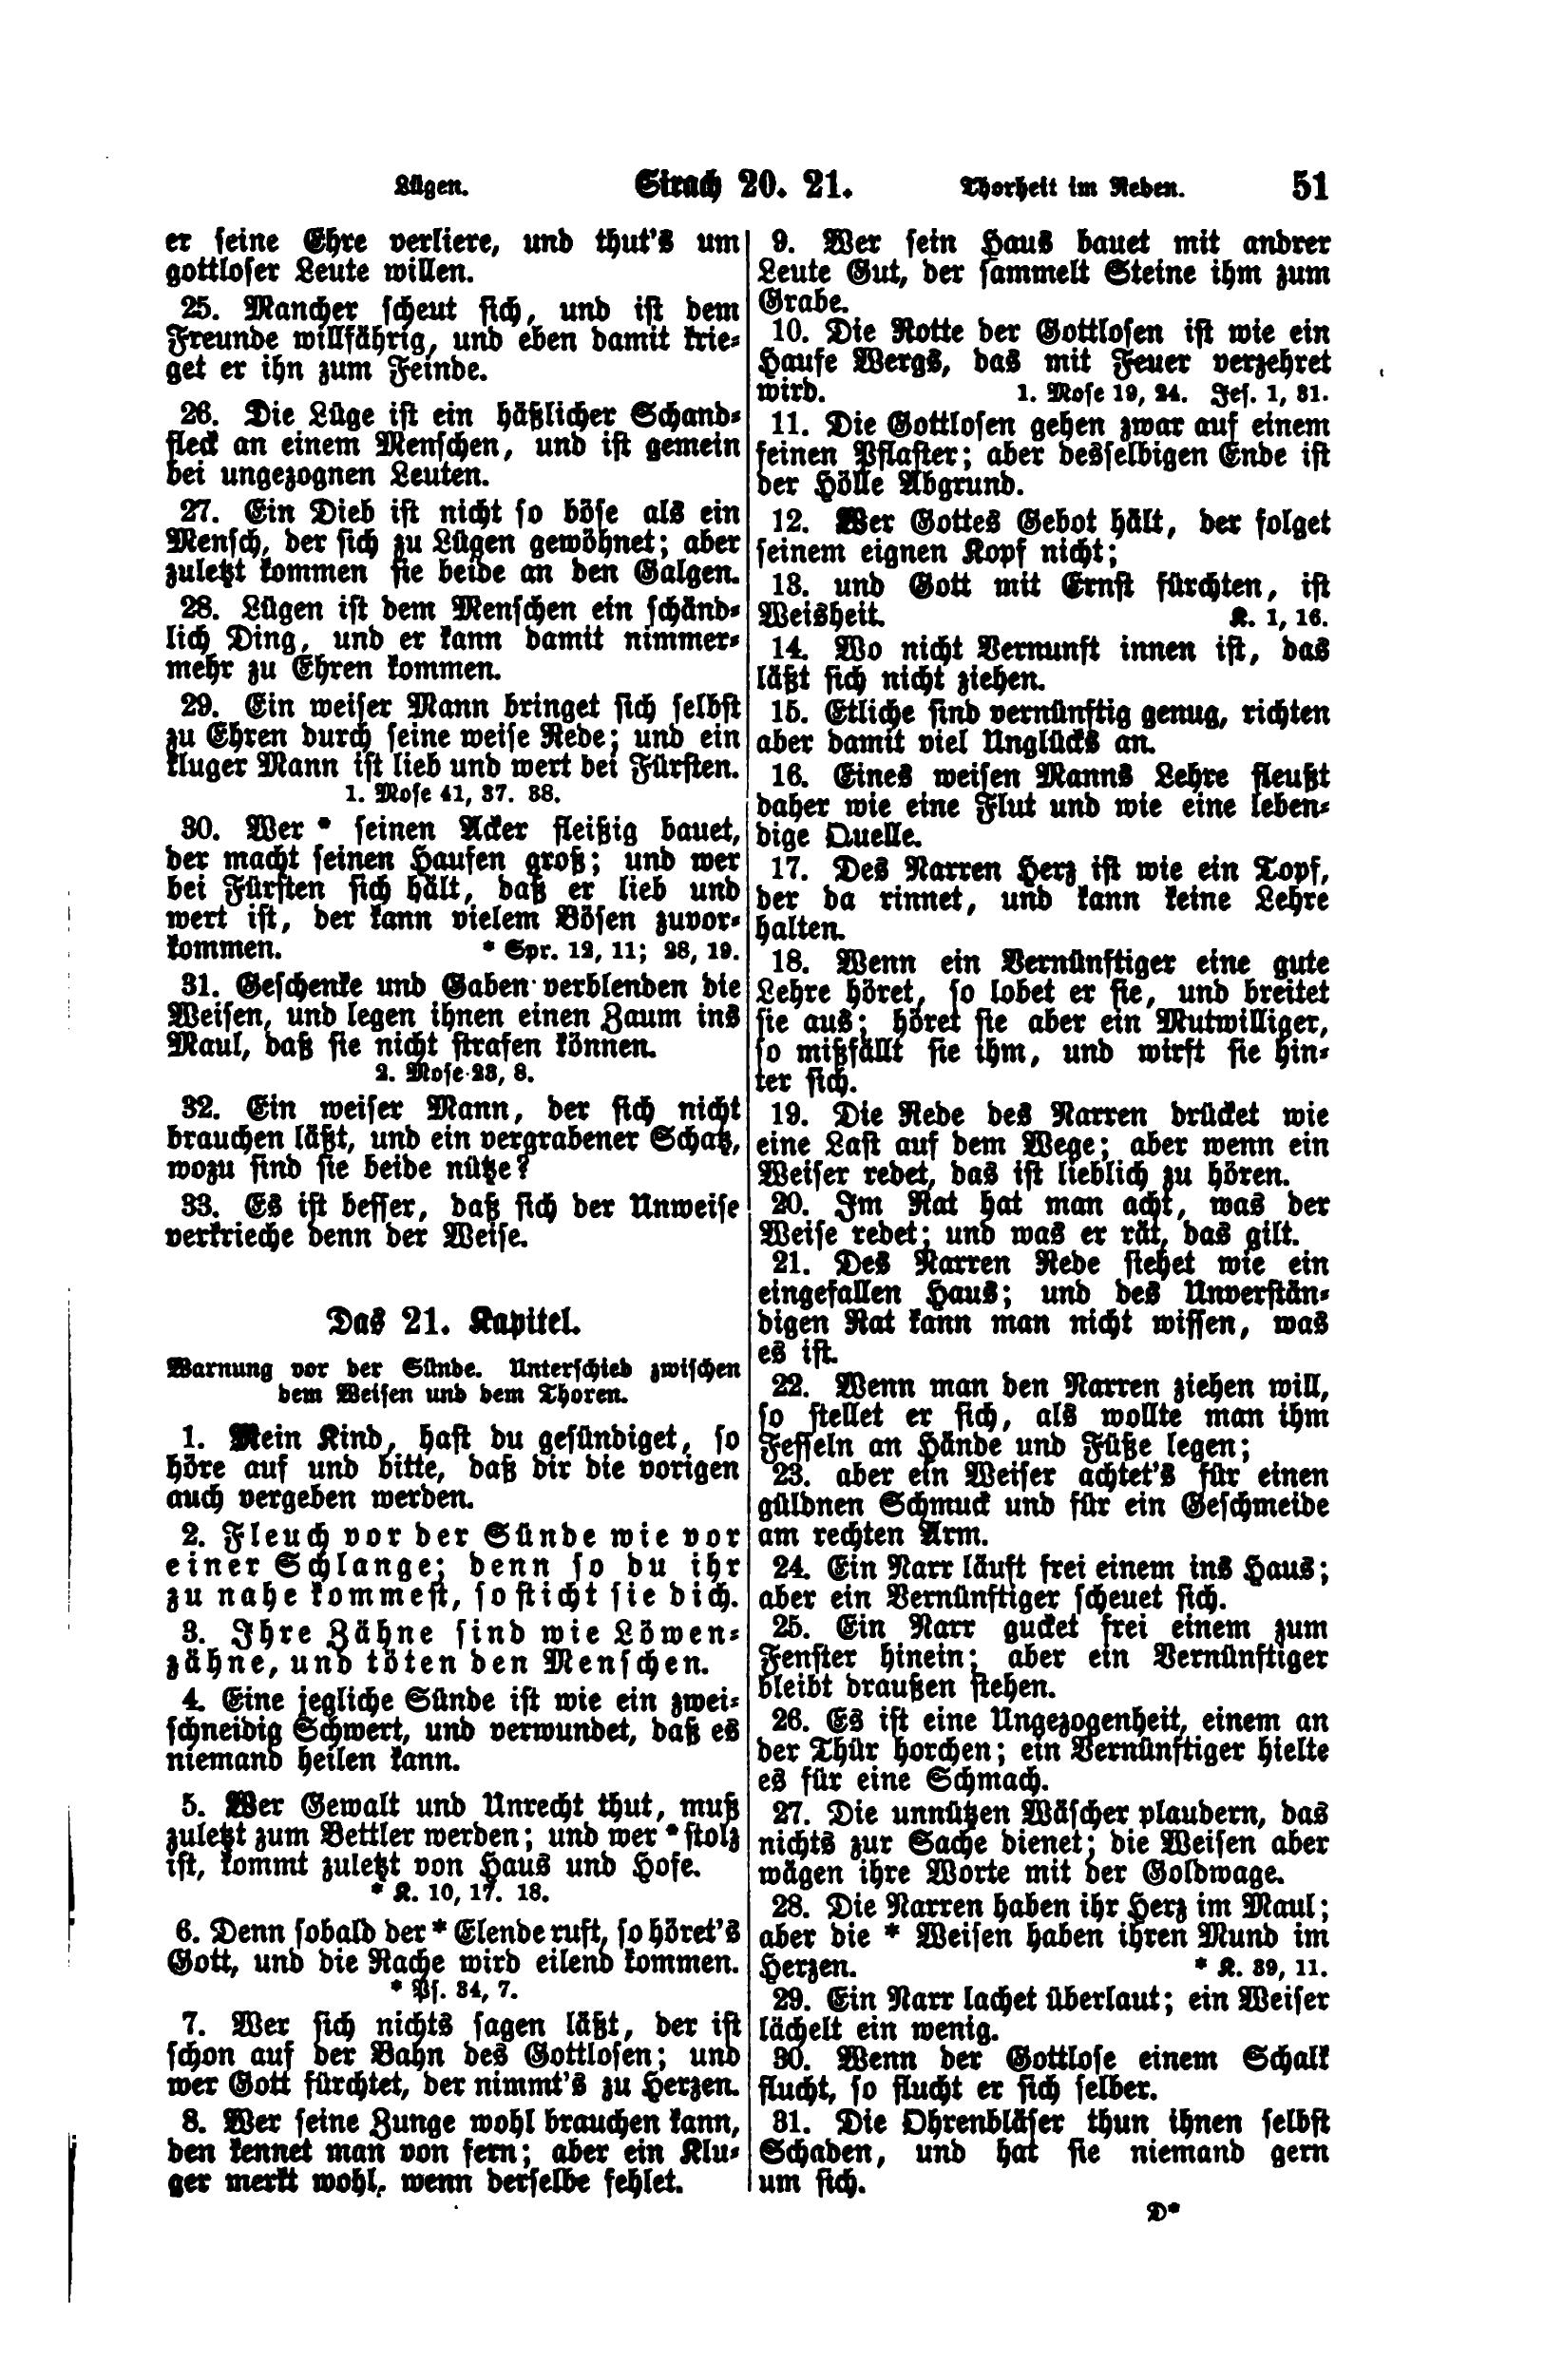 Lügen. Sirach 20. 21. Thorheit im Reden. 51
er seine Ehre verliere, und thut's um
gottloser Leute willen.
25. Mancher scheut sich, und ist dem
Freunde willfährig, und eben damit krie-
get er ihn zum Feinde.
26. Die Lüge ist ein häßlicher Schand-
fleck an einem Menschen, und ist gemein
bei ungezognen Leuten.
27. Ein Dieb ist nicht so böse als ein
Mensch, der sich zu Lügen gewöhnet; aber
zuletzt kommen sie beide an den Galgen.
28. Lügen ist dem Menschen ein schänd-
lich Ding, und er kann damit nimmer-
mehr zu Ehren kommen.
29. Ein weiser Mann bringet sich selbst
zu Ehren durch seine weise Rede; und ein
kluger Mann ist lieb und wert bei Fürsten.
1. Mose 41, 37. 38.
30. Wer * seinen Acker fleißig bauet,
der macht seinen Haufen groß; und wer
bei Fürsten sich hält, daß er lieb und
wert ist, der kann vielem Bösen zuvor-
kommen. * Spr. 12, 11; 28, 19.
31. Geschenke und Gaben verblenden die
Weisen, und legen ihnen einen Zaum ins
Maul, daß sie nicht strafen können.
2. Mose 23, 8.
32. Ein weiser Mann, der sich nicht
brauchen läßt, und ein vergrabener Schatz,
wozu sind sie beide nütze?
33. Es ist besser, daß sich der Unweise
verkrieche denn der Weise.
Das 21. Kapitel.
Warnung vor der Sünde. Unterschied zwischen
dem Weisen und dem Thoren.
1. Mein Kind, hast du gesündiget, so
höre auf und bitte, daß dir die vorigen
auch vergeben werden.
2. Fleuch vor der Sünde wie vor
einer Schlange; denn so du ihr
zu nahe kommest, so sticht sie dich.
3. Ihre Zähne sind wie Löwen-
zähne, und töten den Menschen.
4. Eine jegliche Sünde ist wie ein zwei-
schneidig Schwert, und verwundet, daß es
niemand heilen kann.
5. Wer Gewalt und Unrecht thut, muß
zuletzt zum Bettler werden; und wer * stolz
ist, kommt zuletzt von Haus und Hofe.
* K. 10, 17. 18.
6. Denn sobald der * Elende ruft, so höret's
Gott, und die Rache wird eilend kommen.
* Ps. 34, 7.
7. Wer sich nichts sagen läßt, der ist
schon auf der Bahn des Gottlosen; und
wer Gott fürchtet, der nimmt's zu Herzen.
8. Wer seine Zunge wohl brauchen kann,
den kennet man von fern; aber ein Klu-
ger merkt wohl, wenn derselbe fehlet.
9. Wer sein Haus bauet mit andrer
Leute Gut, der sammelt Steine ihm zum
Grabe.
10. Die Rotte der Gottlosen ist wie ein
Haufe Wergs, das mit Feuer verzehret
wird. 1. Mose 19, 24. Jes. 1, 31.
11. Die Gottlosen gehen zwar auf einem
feinen Pflaster; aber desselbigen Ende ist
der Hölle Abgrund.
12. Wer Gottes Gebot hält, der folget
seinem eignen Kopf nicht;
13. und Gott mit Ernst fürchten, ist
Weisheit. K. 1, 16.
14. Wo nicht Vernunft innen ist, das
läßt sich nicht ziehen.
15. Etliche sind vernünftig genug, richten
aber damit viel Unglücks an.
16. Eines weisen Manns Lehre fleußt
daher wie eine Flut und wie eine leben-
dige Quelle.
17. Des Narren Herz ist wie ein Topf,
der da rinnet, und kann keine Lehre
halten.
18. Wenn ein Vernünftiger eine gute
Lehre höret, so lobet er sie, und breitet
sie aus; höret sie aber ein Mutwilliger,
so mißfällt sie ihm, und wirft sie hin-
ter sich.
19. Die Rede des Narren drücket wie
eine Last auf dem Wege; aber wenn ein
Weiser redet, das ist lieblich zu hören.
20. Im Rat hat man acht, was der
Weise redet; und was er rät, das gilt.
21. Des Narren Rede stehet wie ein
eingefallen Haus; und des Unverstän-
digen Rat kann man nicht wissen, was
es ist.
22. Wenn man den Narren ziehen will,
so stellet er sich, als wollte man ihm
Fesseln an Hände und Füße legen;
23. aber ein Weiser achtet's für einen
güldnen Schmuck und für ein Geschmeide
am rechten Arm.
24. Ein Narr läuft frei einem ins Haus;
aber ein Vernünftiger scheuet sich.
25. Ein Narr gucket frei einem zum
Fenster hinein; aber ein Vernünftiger
bleibt draußen stehen.
26. Es ist eine Ungezogenheit, einem an
der Thür horchen; ein Vernünftiger hielte
es für eine Schmach.
27. Die unnützen Wäscher plaudern, das
nichts zur Sache dienet; die Weisen aber
wägen ihre Worte mit der Goldwage.
28. Die Narren haben ihr Herz im Maul;
aber die * Weisen haben ihren Mund im
Herzen. * K. 39, 11.
29. Ein Narr lachet überlaut; ein Weiser
lächelt ein wenig.
30. Wenn der Gottlose einem Schalk
flucht, so flucht er sich selber.
31. Die Ohrenbläser thun ihnen selbst
Schaden, und hat sie niemand gern
um sich.
D*